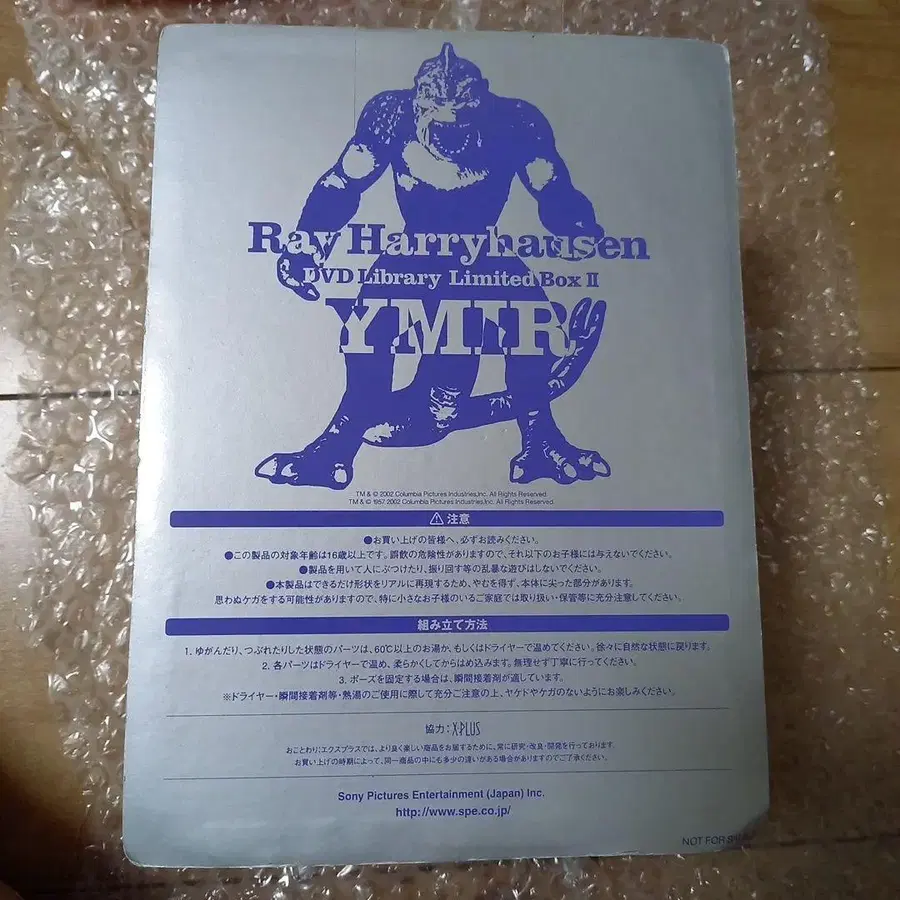 Ray Harryhausen
DVD Library Limited Box II
YMIR
TM & © 2002 Columbia Pictures Industries,Inc. All Rights Reserved.
TM & © 1957 2002 Columbia Pictures Industries,Inc. All Rights Reserved.
⚠注意
●お買い上げの皆様へ、必ずお読みください。
●この製品の対象年齢は16歳以上です。誤飲の危険性がありますので、それ以下のお子様には与えないでください。
●製品を用いて人にぶつけたり、振り回す等の乱暴な遊びはしないでください。
●本製品はできるだけ形状をリアルに再現するため、やむを得ず、本体に尖った部分があります。
思わぬケガをする可能性がありますので、特に小さなお子様のいるご家庭では取り扱い・保管等に充分注意してください。
組み立て方法
1. ゆがんだり、つぶれたりした状態のパーツは、60℃以上のお湯か、もしくはドライヤーで温めてください。徐々に自然な状態に戻ります。
2. 各パーツはドライヤーで温め、柔らかくしてからはめ込みます。無理せず丁寧に行ってください。
3. ポーズを固定する場合は、瞬間接着剤が適しています。
※ドライヤー・瞬間接着剤等・熱湯のご使用に際して充分ご注意の上、ヤケドやケガのないようにお楽しみください。
協力：X-PLUS
おことわり：エクスプラスでは、より良く楽しい商品をお届するために、常に研究・改良・開発を行っております。
お買い上げの時期によって、同一商品の中にも多少の違いがある場合がありますのでご了承ください。
Sony Pictures Entertainment (Japan) Inc.
http://www.spe.co.jp/
NOT FOR